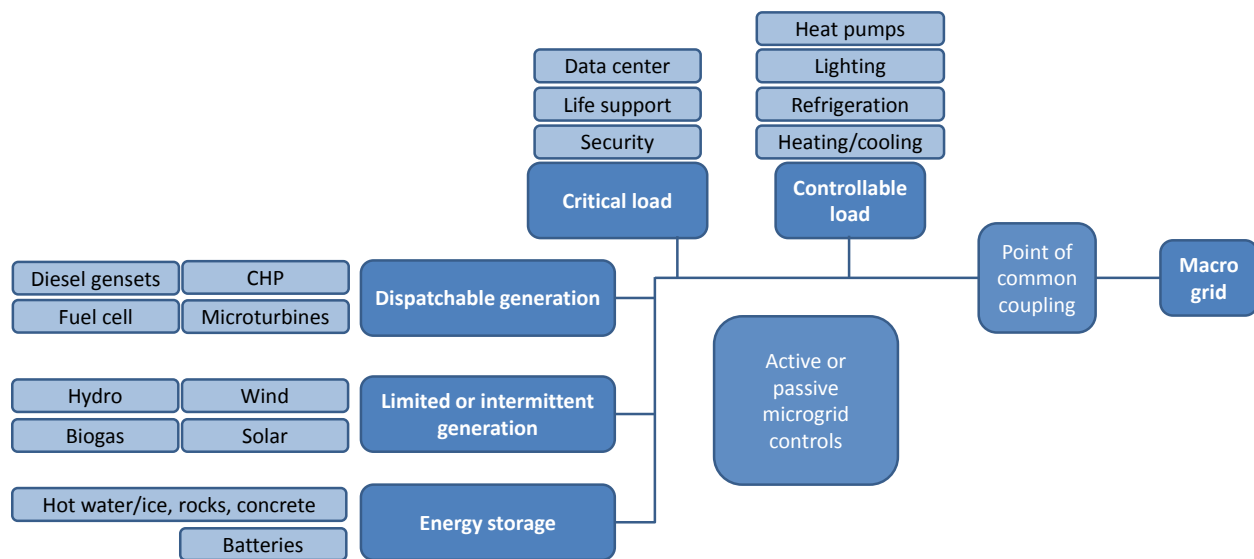 Heat pumps
Data center
Lighting
Life support
Refrigeration
Security
Heating/cooling
Critical load
Controllable
load
Point of
common
coupling
Macro
grid
Diesel gensets
CHP
Fuel cell
Microturbines
Dispatchable generation
Active or
passive
microgrid
controls
Hydro
Wind
Biogas
Solar
Limited or intermittent
generation
Hot water/ice, rocks, concrete
Batteries
Energy storage